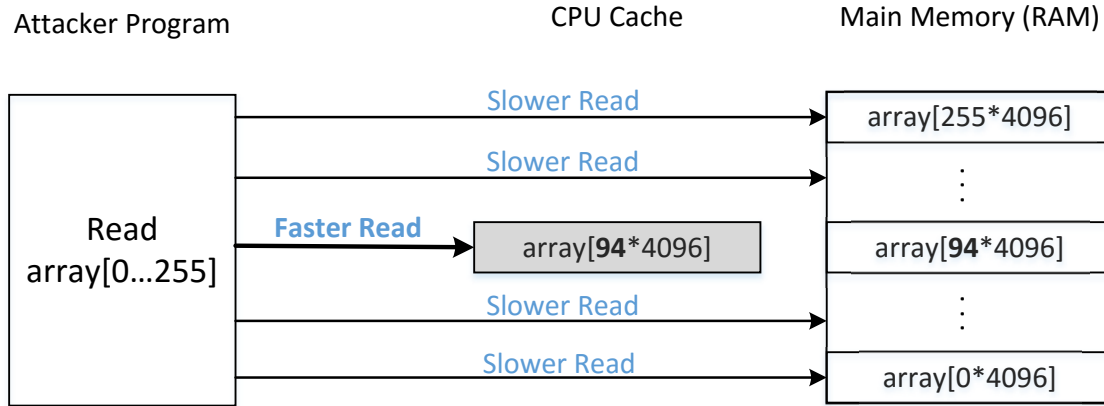 Attacker Program
CPU Cache
Main Memory (RAM)
Slower Read
array[255*4096]
Slower Read
⋮
Read
array[0...255]
Faster Read
array[94*4096]
array[94*4096]
Slower Read
⋮
Slower Read
array[0*4096]